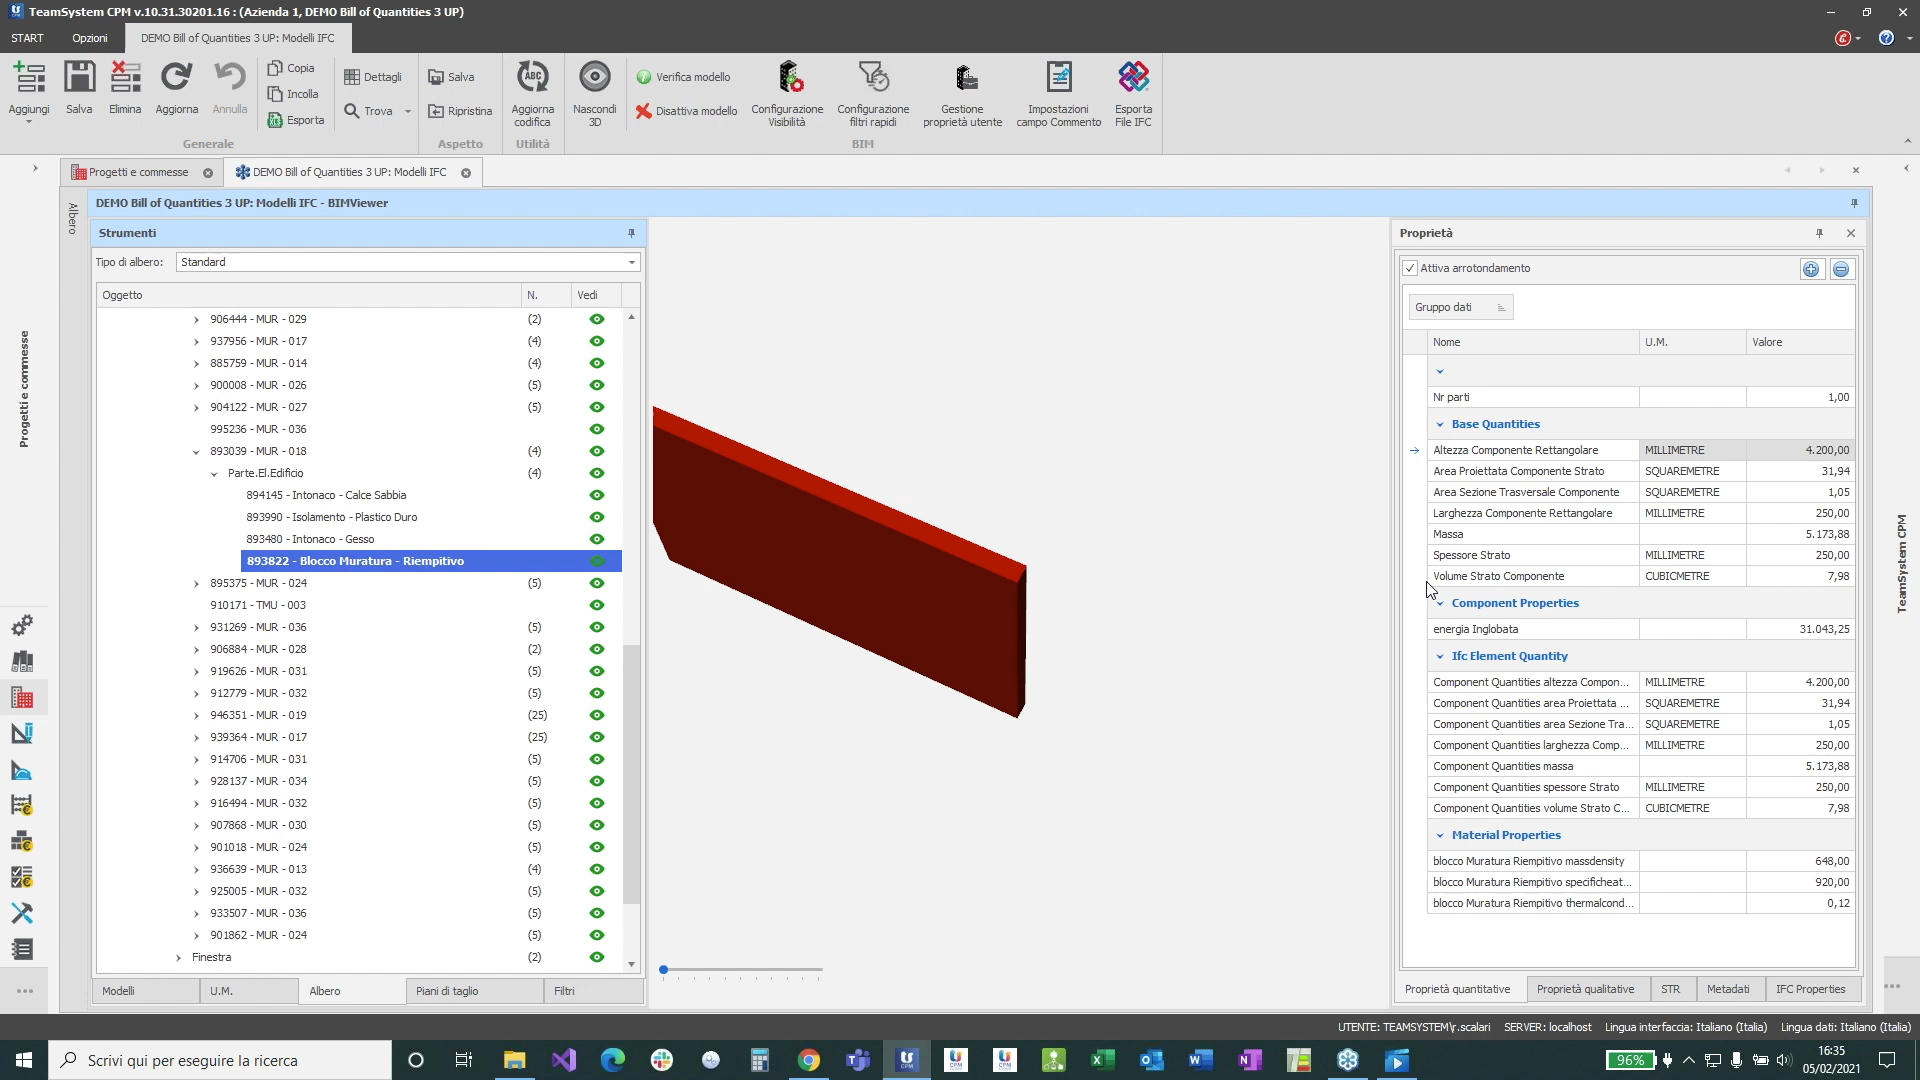 TeamSystem CPM v.10.31.30201.16 : (Azienda 1, DEMO Bill of Quantities 3 UP)
START
Opzioni
DEMO Bill of Quantities 3 UP: Modelli IFC
Aggiungi
Salva
Elimina
Aggiorna
Annulla
Copia
Incolla
Esporta
Dettagli
Trova
Generale
Salva
Ripristina
Aspetto
Aggiorna codifica
Utilità
Nascondi 3D
Verifica modello
Disattiva modello
Configurazione Visibilità
Configurazione filtri rapidi
Gestione proprietà utente
Impostazioni campo Commento
Esporta File IFC
BIM
Progetti e commesse
DEMO Bill of Quantities 3 UP: Modelli IFC
Progetti e commesse
Albero
DEMO Bill of Quantities 3 UP: Modelli IFC - BIMViewer
Strumenti
Tipo di albero: Standard
Oggetto N. Vedi
906444 - MUR - 029 (2)
937956 - MUR - 017 (4)
885759 - MUR - 014 (4)
900008 - MUR - 026 (5)
904122 - MUR - 027 (5)
995236 - MUR - 036
893039 - MUR - 018 (4)
Parte.El.Edificio (4)
894145 - Intonaco - Calce Sabbia
893990 - Isolamento - Plastico Duro
893480 - Intonaco - Gesso
893822 - Blocco Muratura - Riempitivo
895375 - MUR - 024 (5)
910171 - TMU - 003
931269 - MUR - 036 (5)
906884 - MUR - 028 (2)
919626 - MUR - 031 (5)
912779 - MUR - 032 (5)
946351 - MUR - 019 (25)
939364 - MUR - 017 (25)
914706 - MUR - 031 (5)
928137 - MUR - 034 (5)
916494 - MUR - 032 (5)
907868 - MUR - 030 (5)
901018 - MUR - 024 (5)
936639 - MUR - 013 (4)
925005 - MUR - 032 (5)
933507 - MUR - 036 (5)
901862 - MUR - 024 (5)
Finestra (2)
Modelli U.M. Albero Piani di taglio Filtri
Proprietà
Attiva arrotondamento
Gruppo dati
Nome U.M. Valore
Nr parti 1,00
Base Quantities
Altezza Componente Rettangolare MILLIMETRE 4.200,00
Area Proiettata Componente Strato SQUAREMETRE 31,94
Area Sezione Trasversale Componente SQUAREMETRE 1,05
Larghezza Componente Rettangolare MILLIMETRE 250,00
Massa 5.173,88
Spessore Strato MILLIMETRE 250,00
Volume Strato Componente CUBICMETRE 7,98
Component Properties
energia Inglobata 31.043,25
Ifc Element Quantity
Component Quantities altezza Compon... MILLIMETRE 4.200,00
Component Quantities area Proiettata ... SQUAREMETRE 31,94
Component Quantities area Sezione Tra... SQUAREMETRE 1,05
Component Quantities larghezza Comp... MILLIMETRE 250,00
Component Quantities massa 5.173,88
Component Quantities spessore Strato MILLIMETRE 250,00
Component Quantities volume Strato C... CUBICMETRE 7,98
Material Properties
blocco Muratura Riempitivo massdensity 648,00
blocco Muratura Riempitivo specificheat... 920,00
blocco Muratura Riempitivo thermalcond... 0,12
Proprietà quantitative Proprietà qualitative STR Metadati IFC Properties
TeamSystem CPM
UTENTE: TEAMSYSTEM\r.scalari SERVER: localhost Lingua interfaccia: Italiano (Italia) Lingua dati: Italiano (Italia)
Scrivi qui per eseguire la ricerca
96%
16:35
05/02/2021